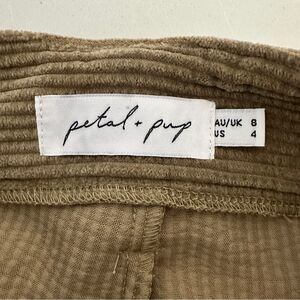 petal + pup
AU/UK 8
US 4